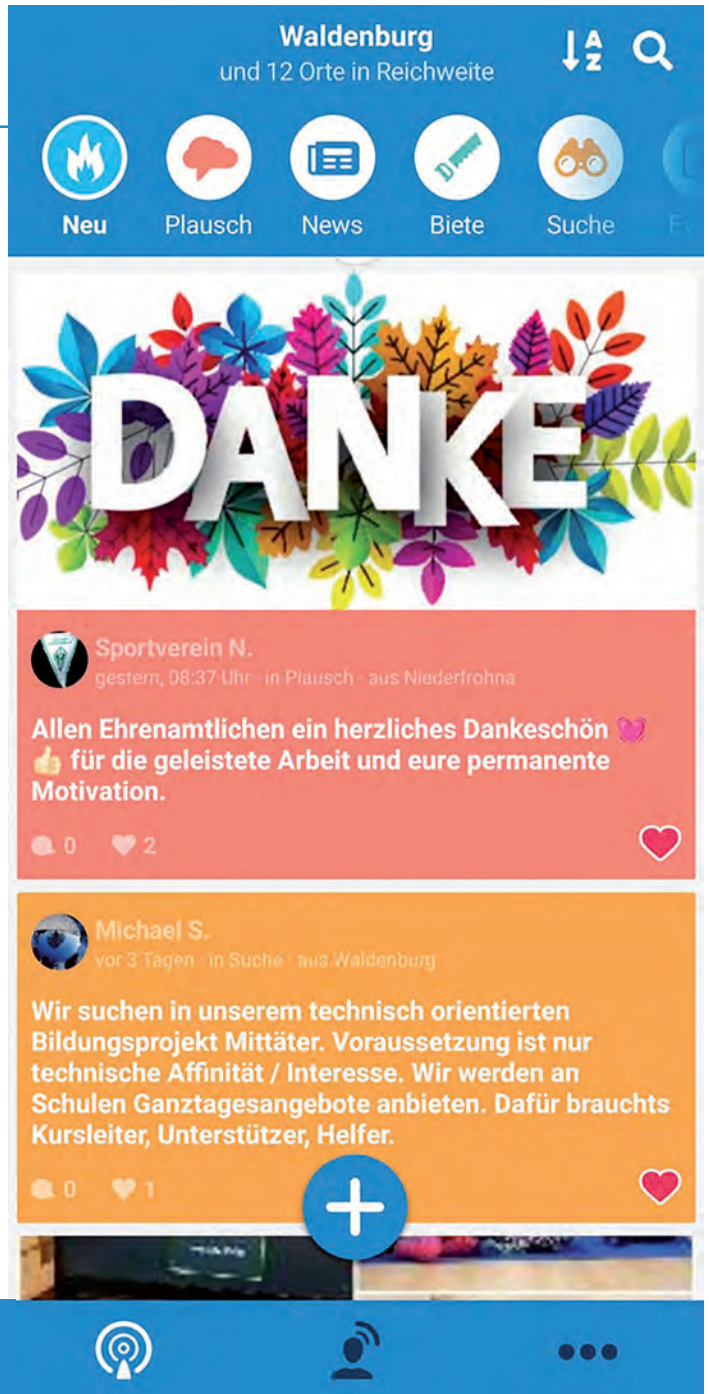 Waldenburg
und 12 Orte in Reichweite
A
Z
Neu Plausch News Biete Suche
DANKE
Sportverein N.
gestern, 08:37 Uhr · in Plausch · aus Niederfrohna
Allen Ehrenamtlichen ein herzliches Dankeschön 💓
👍🏻 für die geleistete Arbeit und eure permanente
Motivation.
0 2
Michael S.
vor 3 Tagen · in Suche · aus Waldenburg
Wir suchen in unserem technisch orientierten
Bildungsprojekt Mittäter. Voraussetzung ist nur
technische Affinität / Interesse. Wir werden an
Schulen Ganztagesangebote anbieten. Dafür brauchts
Kursleiter, Unterstützer, Helfer.
0 1